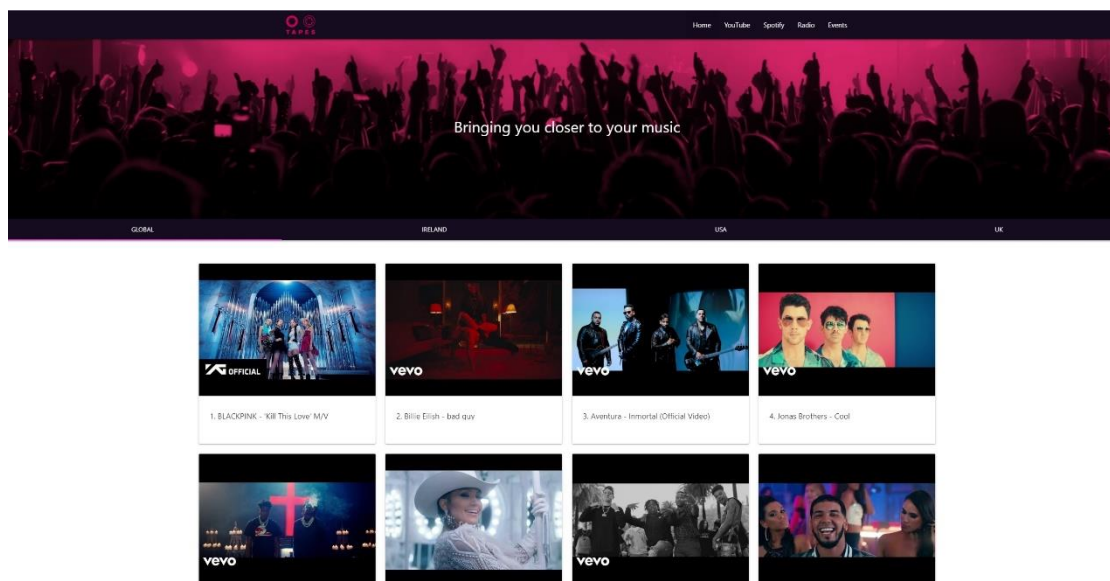 TAPES
Home YouTube Spotify Radio Events
Bringing you closer to your music
GLOBAL IRELAND USA UK
OFFICIAL
vevo
vevo
vevo
1. BLACKPINK - 'Kill This Love' M/V
2. Billie Eilish - bad guy
3. Aventura - Inmortal (Official Video)
4. Jonas Brothers - Cool
vevo
vevo